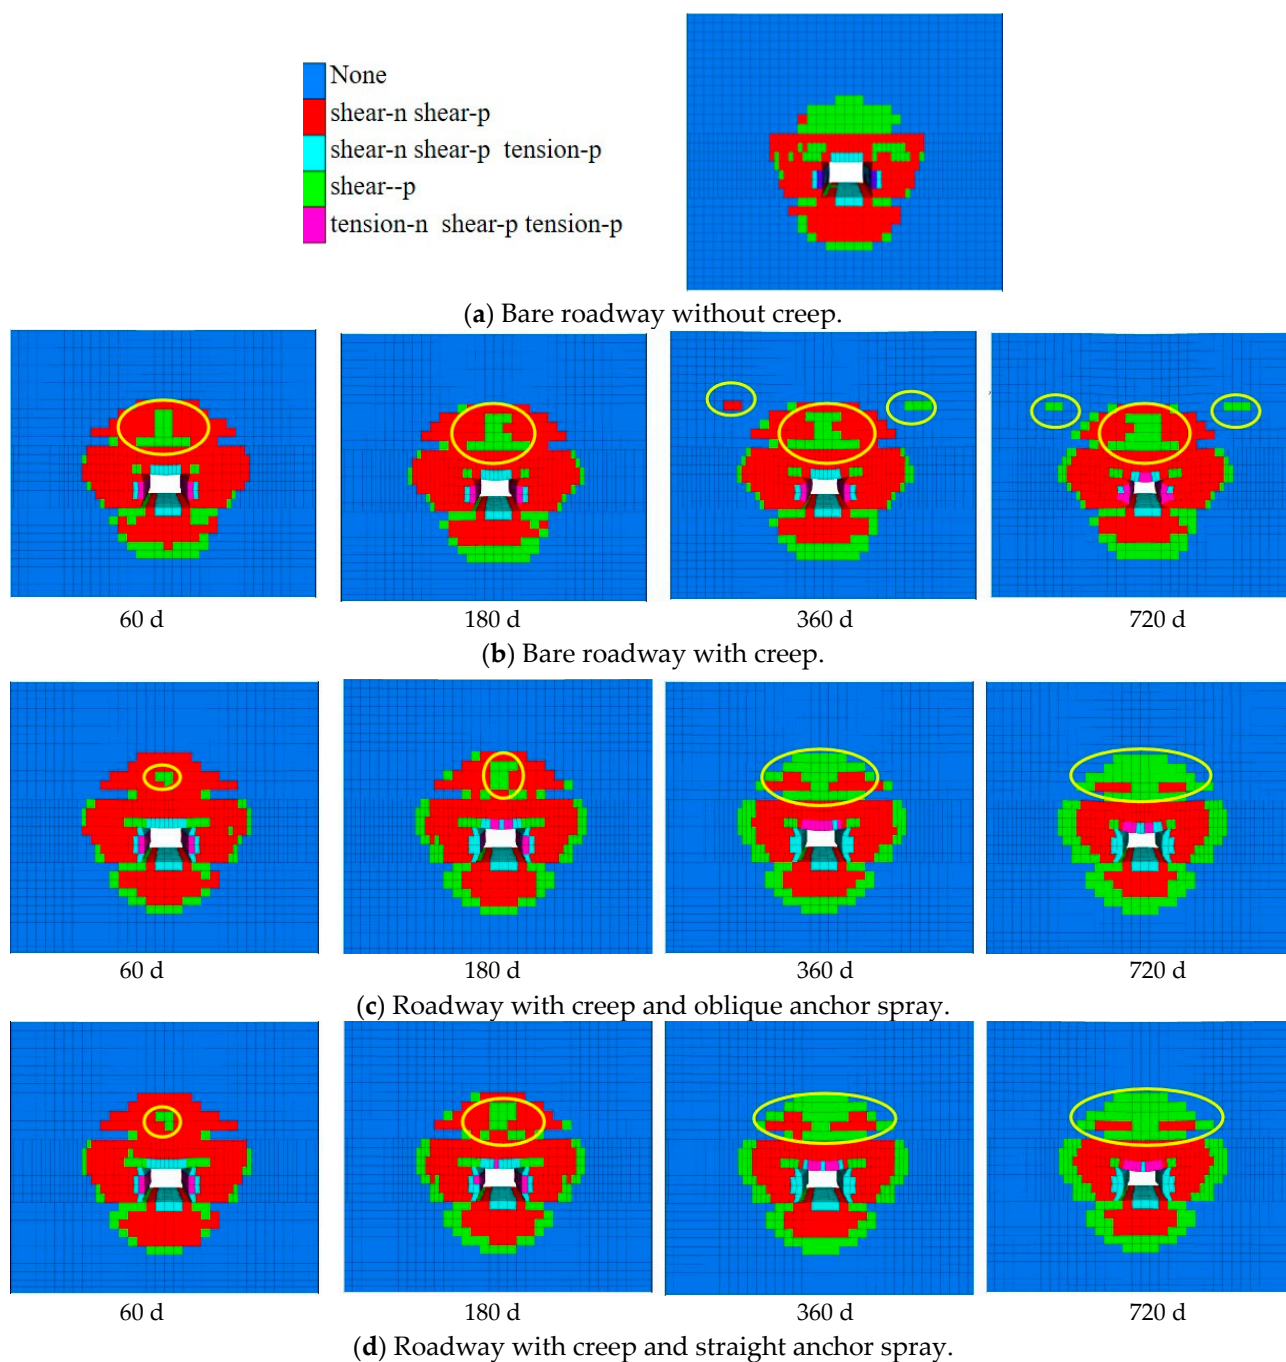 None
shear-n shear-p
shear-n shear-p tension-p
shear--p
tension-n shear-p tension-p
(a) Bare roadway without creep.
60 d 180 d 360 d 720 d
(b) Bare roadway with creep.
60 d 180 d 360 d 720 d
(c) Roadway with creep and oblique anchor spray.
60 d 180 d 360 d 720 d
(d) Roadway with creep and straight anchor spray.